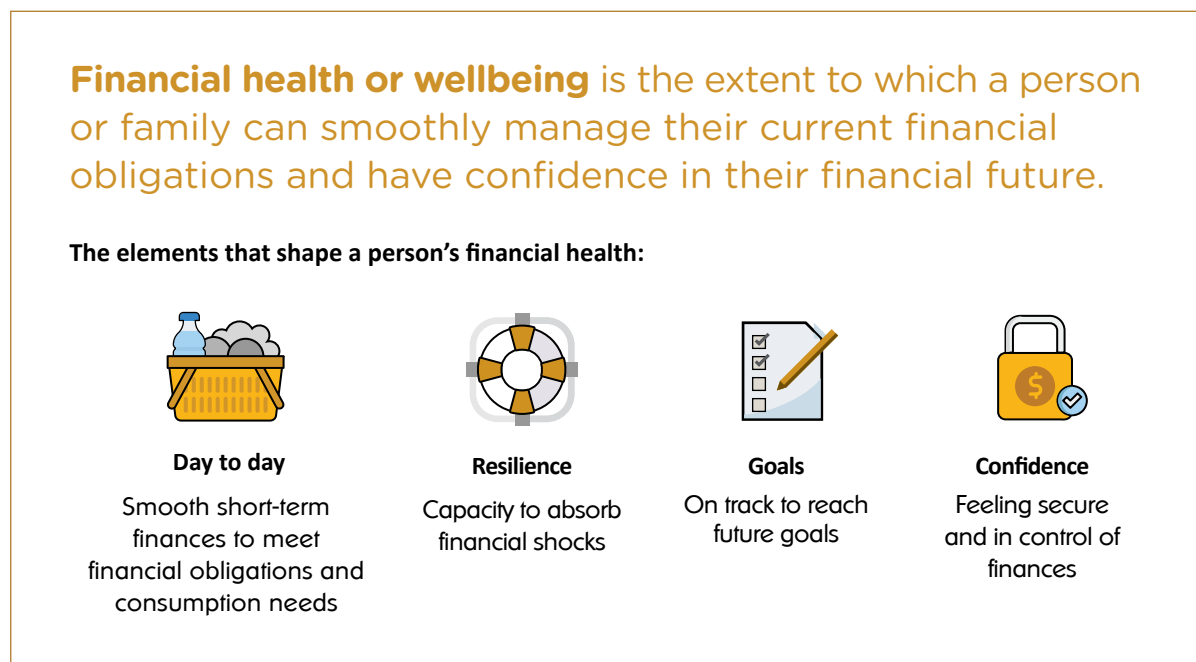 Financial health or wellbeing is the extent to which a person
or family can smoothly manage their current financial
obligations and have confidence in their financial future.
The elements that shape a person’s financial health:
Day to day
Smooth short-term
finances to meet
financial obligations and
consumption needs
Resilience
Capacity to absorb
financial shocks
Goals
On track to reach
future goals
$
Confidence
Feeling secure
and in control of
finances